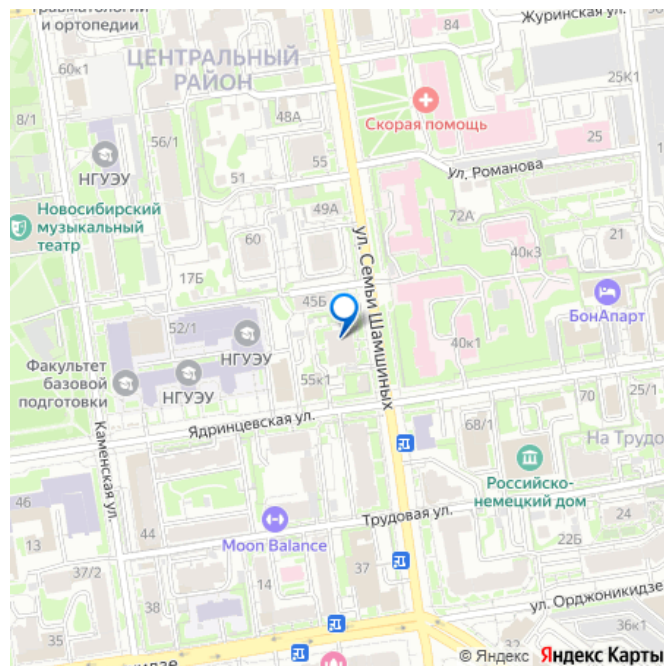 травматологии
и ортопедии
Журинская ул.
84
ЦЕНТРАЛЬНЫЙ
РАЙОН
60к1
25К1
8/1
48А
Скорая помощь
56/1
55
25
НГУЭУ
51
ул. Романова
Новосибирский
музыкальный
театр
49А
72А
60
21
40к3
17Б
ул. Семьи Шамшиных
45Б
БонАпарт
52/1
НГУЭУ
40к1
Факультет
базовой
подготовки
НГУЭУ
55к1
25/1
70
Ядринцевская ул.
68/1
На Трудо
Каменская ул.
Российско-
немецкий дом
46
Трудовая ул.
24
13
44
Moon Balance
22Б
37/2
14
37
38
ул. Орджоникидзе
35
36к1
32
никидзе
© Яндекс Яндекс Карты